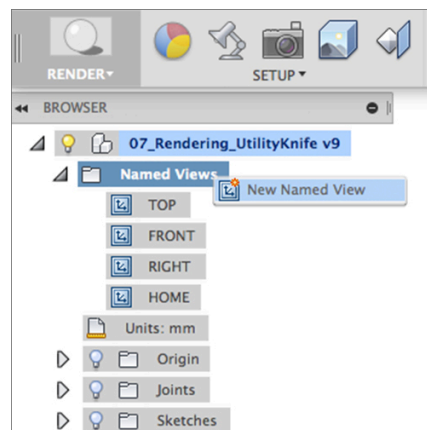 RENDER▾
SETUP ▾
BROWSER
07_Rendering_UtilityKnife v9
Named Views
New Named View
TOP
FRONT
RIGHT
HOME
Units: mm
Origin
Joints
Sketches